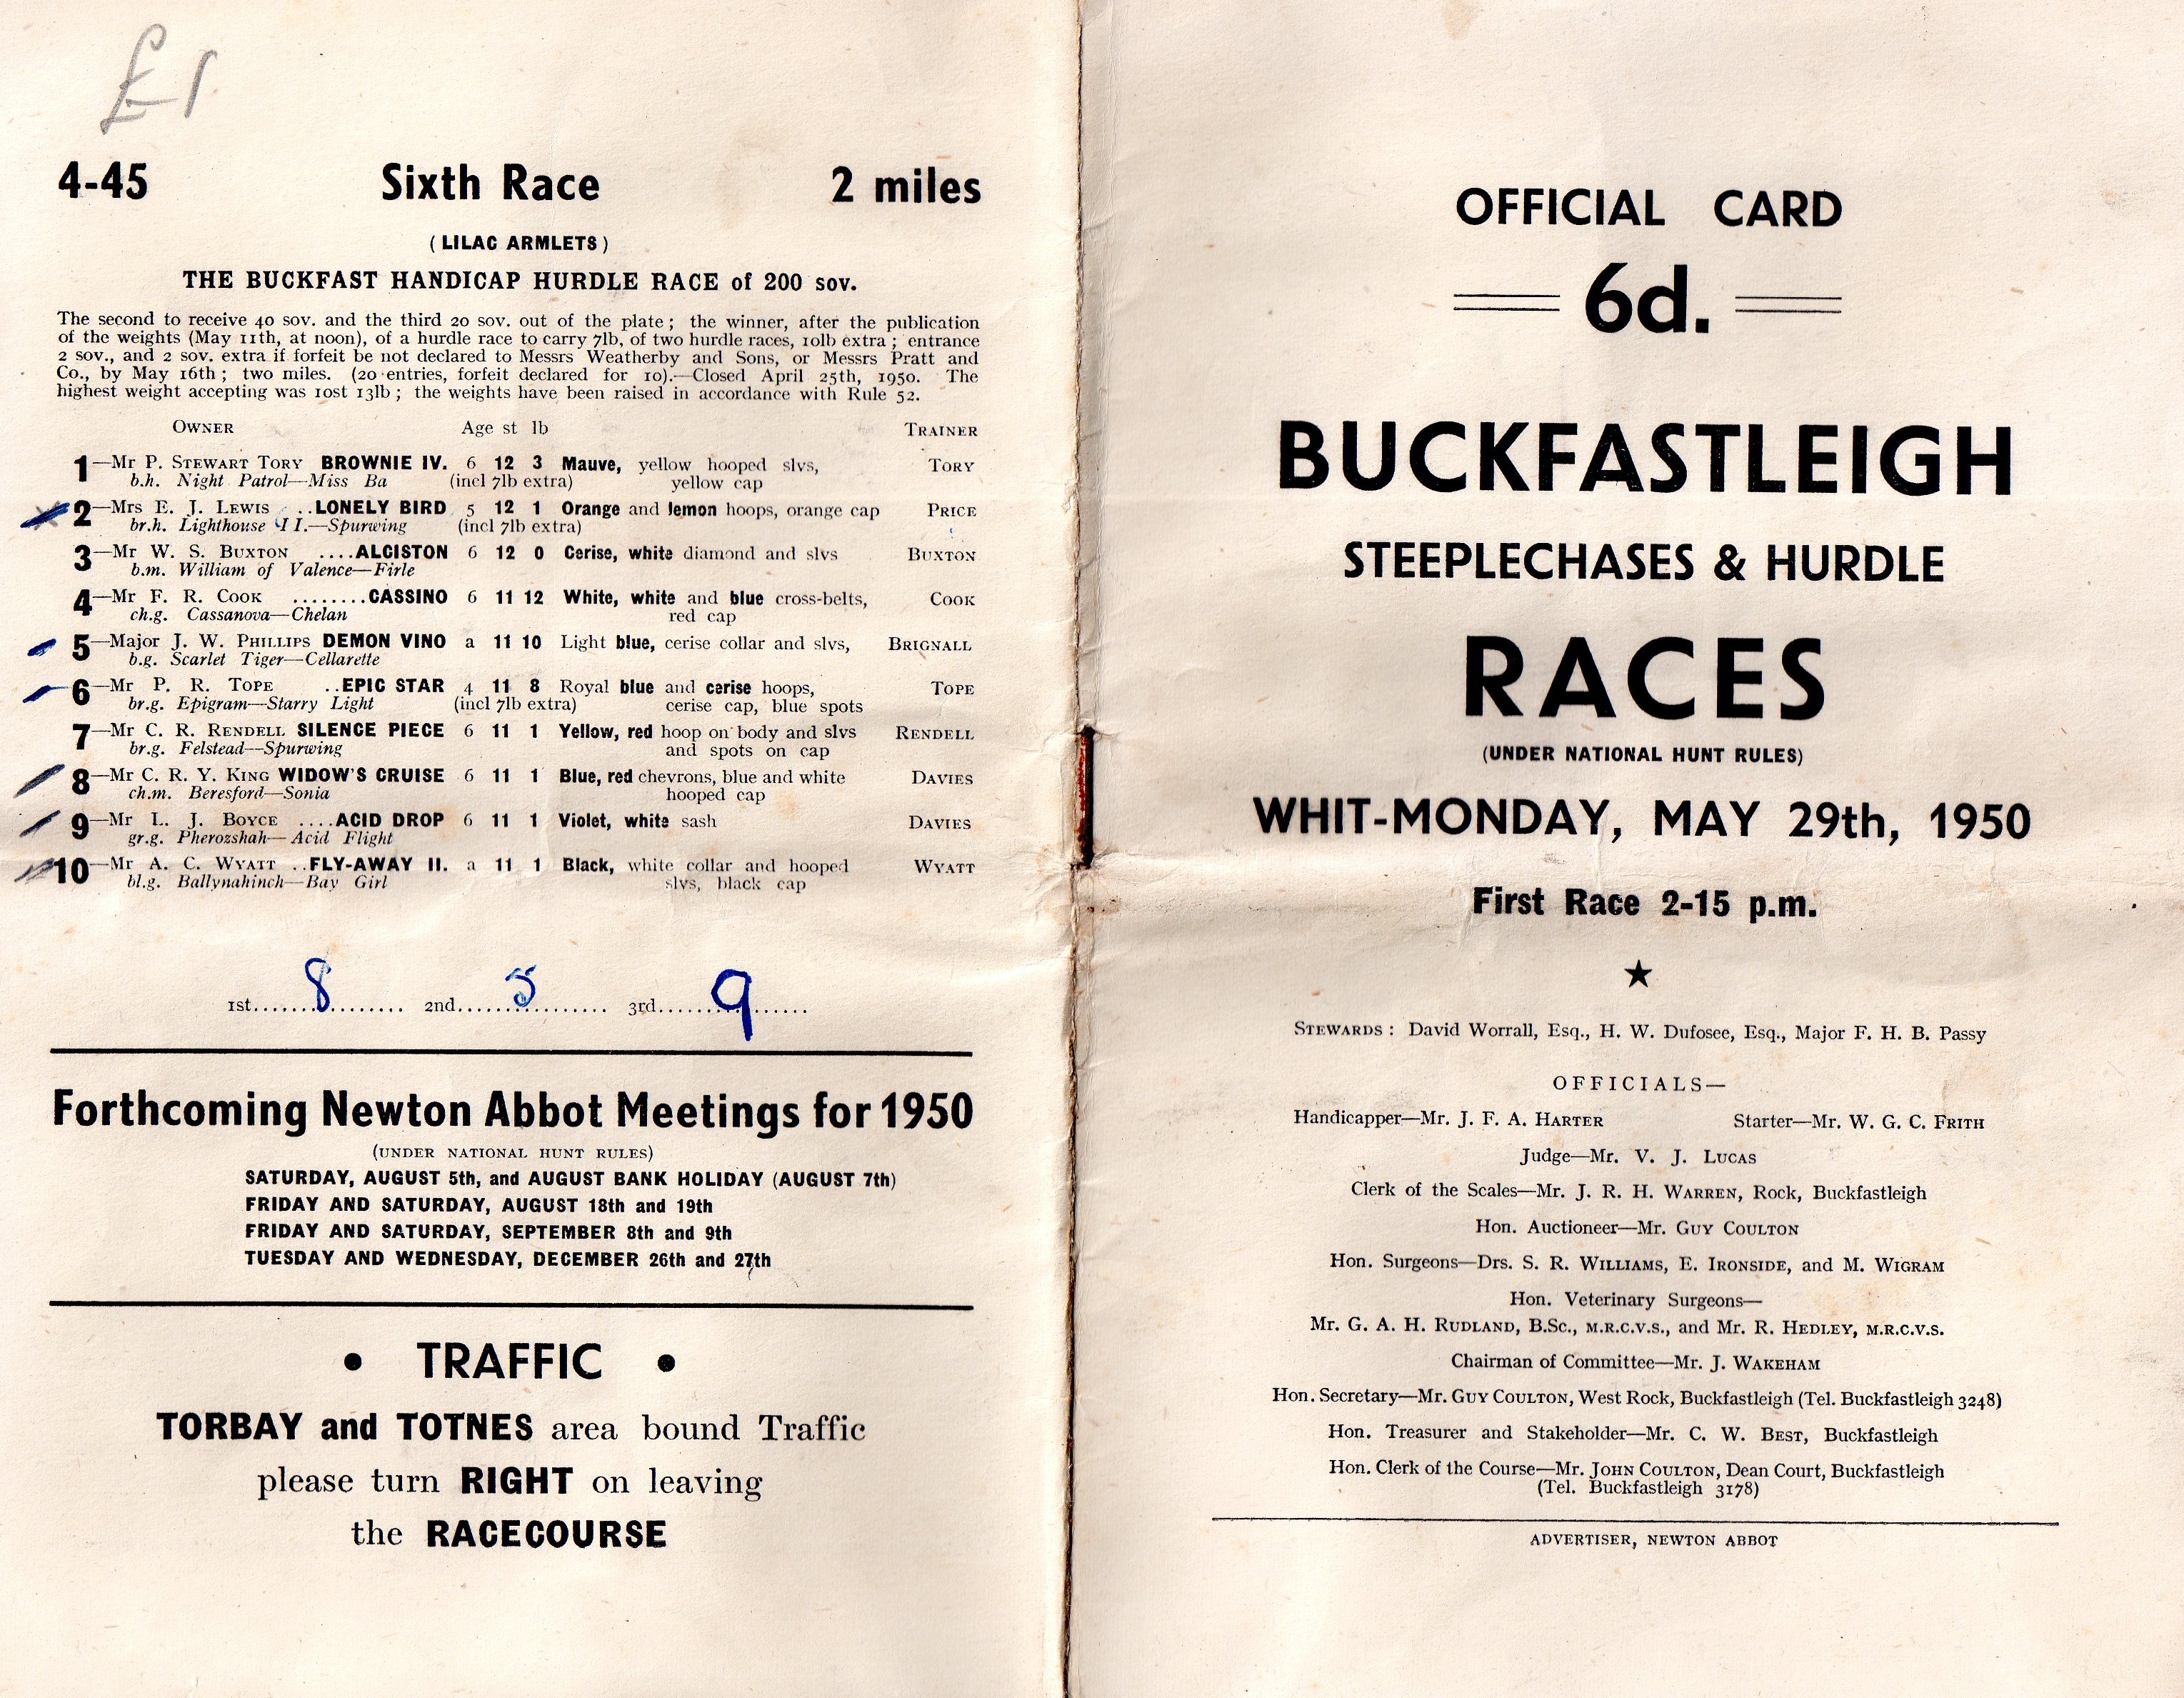 £1
4-45 Sixth Race 2 miles
(LILAC ARMLETS)
THE BUCKFAST HANDICAP HURDLE RACE of 200 sov.
The second to receive 40 sov. and the third 20 sov. out of the plate; the winner, after the publication
of the weights (May 11th, at noon), of a hurdle race to carry 7lb, of two hurdle races, 10lb extra; entrance
2 sov., and 2 sov. extra if forfeit be not declared to Messrs Weatherby and Sons, or Messrs Pratt and
Co., by May 16th; two miles. (20 entries, forfeit declared for 10).—Closed April 25th, 1950. The
highest weight accepting was 10st 13lb; the weights have been raised in accordance with Rule 52.
OWNER Age st lb TRAINER
1—Mr P. STEWART TORY BROWNIE IV. 6 12 3 Mauve, yellow hooped slvs, TORY
b.h. Night Patrol—Miss Ba (incl 7lb extra) yellow cap
2—Mrs E. J. LEWIS ..LONELY BIRD 5 12 1 Orange and lemon hoops, orange cap PRICE
br.h. Lighthouse II.—Spurwing (incl 7lb extra)
3—Mr W. S. BUXTON ....ALCISTON 6 12 0 Cerise, white diamond and slvs BUXTON
b.m. William of Valence—Firle
4—Mr F. R. COOK ........CASSINO 6 11 12 White, white and blue cross-belts, COOK
ch.g. Cassanova—Chelan red cap
5—Major J. W. PHILLIPS DEMON VINO a 11 10 Light blue, cerise collar and slvs, BRIGNALL
b.g. Scarlet Tiger—Cellarette
6—Mr P. R. TOPE ..EPIC STAR 4 11 8 Royal blue and cerise hoops, TOPE
br.g. Epigram—Starry Light (incl 7lb extra) cerise cap, blue spots
7—Mr C. R. RENDELL SILENCE PIECE 6 11 1 Yellow, red hoop on body and slvs RENDELL
br.g. Felstead—Spurwing and spots on cap
8—Mr C. R. Y. KING WIDOW'S CRUISE 6 11 1 Blue, red chevrons, blue and white DAVIES
ch.m. Beresford—Sonia hooped cap
9—Mr L. J. BOYCE ....ACID DROP 6 11 1 Violet, white sash DAVIES
gr.g. Pherozshah—Acid Flight
10—Mr A. C. WYATT ..FLY-AWAY II. a 11 1 Black, white collar and hooped WYATT
bl.g. Ballynahinch—Bay Girl slvs, black cap
1st.......8........ 2nd.......5......... 3rd.......9.......
Forthcoming Newton Abbot Meetings for 1950
(UNDER NATIONAL HUNT RULES)
SATURDAY, AUGUST 5th, and AUGUST BANK HOLIDAY (AUGUST 7th)
FRIDAY AND SATURDAY, AUGUST 18th and 19th
FRIDAY AND SATURDAY, SEPTEMBER 8th and 9th
TUESDAY AND WEDNESDAY, DECEMBER 26th and 27th
• TRAFFIC •
TORBAY and TOTNES area bound Traffic
please turn RIGHT on leaving
the RACECOURSE
OFFICIAL CARD
6d.
BUCKFASTLEIGH
STEEPLECHASES & HURDLE
RACES
(UNDER NATIONAL HUNT RULES)
WHIT-MONDAY, MAY 29th, 1950
First Race 2-15 p.m.
★
STEWARDS: David Worrall, Esq., H. W. Dufosee, Esq., Major F. H. B. Passy
OFFICIALS—
Handicapper—Mr. J. F. A. HARTER Starter—Mr. W. G. C. FRITH
Judge—Mr. V. J. LUCAS
Clerk of the Scales—Mr. J. R. H. WARREN, Rock, Buckfastleigh
Hon. Auctioneer—Mr. GUY COULTON
Hon. Surgeons—Drs. S. R. WILLIAMS, E. IRONSIDE, and M. WIGRAM
Hon. Veterinary Surgeons—
Mr. G. A. H. RUDLAND, B.Sc., M.R.C.V.S., and Mr. R. HEDLEY, M.R.C.V.S.
Chairman of Committee—Mr. J. WAKEHAM
Hon. Secretary—Mr. GUY COULTON, West Rock, Buckfastleigh (Tel. Buckfastleigh 3248)
Hon. Treasurer and Stakeholder—Mr. C. W. BEST, Buckfastleigh
Hon. Clerk of the Course—Mr. JOHN COULTON, Dean Court, Buckfastleigh
(Tel. Buckfastleigh 3178)
ADVERTISER, NEWTON ABBOT